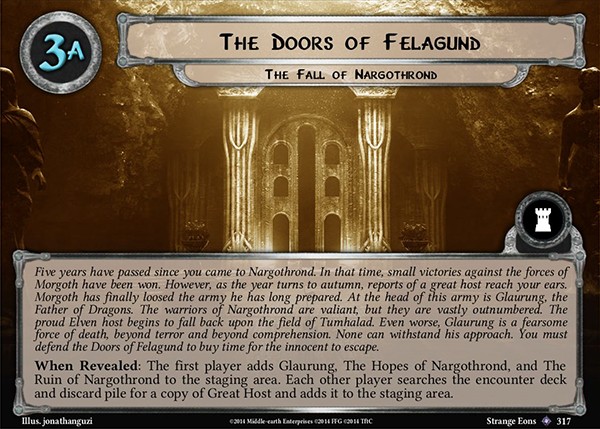 3A
The Doors of Felagund
The Fall of Nargothrond
Five years have passed since you came to Nargothrond. In that time, small victories against the forces of
Morgoth have been won. However, as the year turns to autumn, reports of a great host reach your ears.
Morgoth has finally loosed the army he has long prepared. At the head of this army is Glaurung, the
Father of Dragons. The warriors of Nargothrond are valiant, but they are vastly outnumbered. The
proud Elven host begins to fall back upon the field of Tumhalad. Even worse, Glaurung is a fearsome
force of death, beyond terror and beyond comprehension. None can withstand his approach. You must
defend the Doors of Felagund to buy time for the innocent to escape.
When Revealed: The first player adds Glaurung, The Hopes of Nargothrond, and The
Ruin of Nargothrond to the staging area. Each other player searches the encounter deck
and discard pile for a copy of Great Host and adds it to the staging area.
Illus. jonathanguzi ©2014 Middle-earth Enterprises ©2014 FFG ©2014 TftC Strange Eons 317